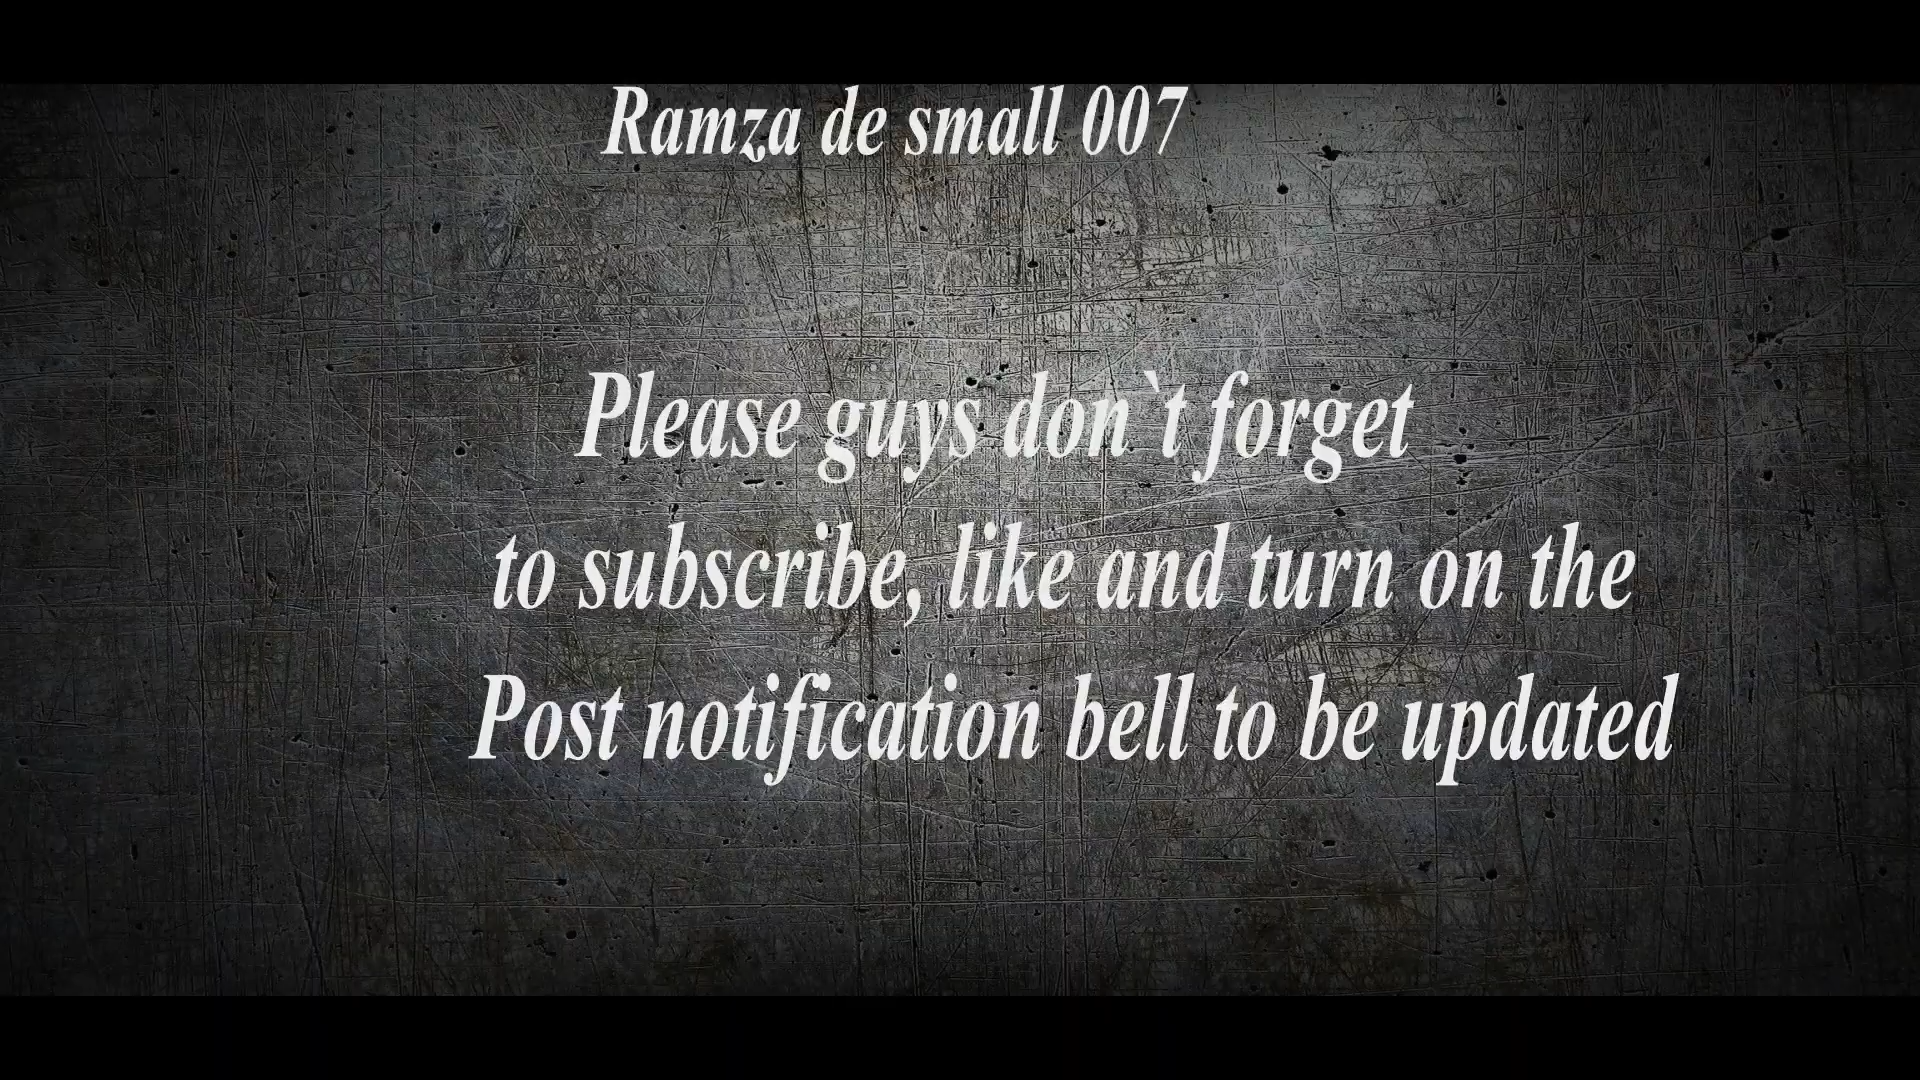 Ramza de small 007
Please guys don`t forget
to subscribe, like and turn on the
Post notification bell to be updated